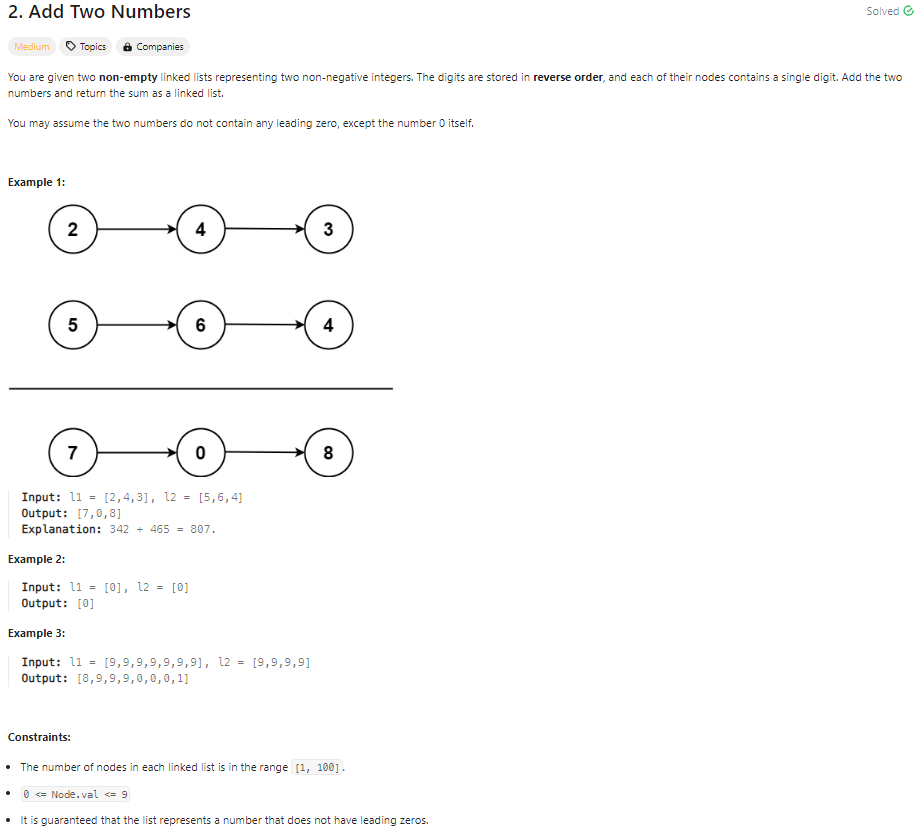 2. Add Two Numbers
Solved
Medium Topics Companies
You are given two non-empty linked lists representing two non-negative integers. The digits are stored in reverse order, and each of their nodes contains a single digit. Add the two
numbers and return the sum as a linked list.
You may assume the two numbers do not contain any leading zero, except the number 0 itself.
Example 1:
2 4 3
5 6 4
7 0 8
Input: l1 = [2,4,3], l2 = [5,6,4]
Output: [7,0,8]
Explanation: 342 + 465 = 807.
Example 2:
Input: l1 = [0], l2 = [0]
Output: [0]
Example 3:
Input: l1 = [9,9,9,9,9,9,9], l2 = [9,9,9,9]
Output: [8,9,9,9,0,0,0,1]
Constraints:
• The number of nodes in each linked list is in the range [1, 100].
• 0 <= Node.val <= 9
• It is guaranteed that the list represents a number that does not have leading zeros.